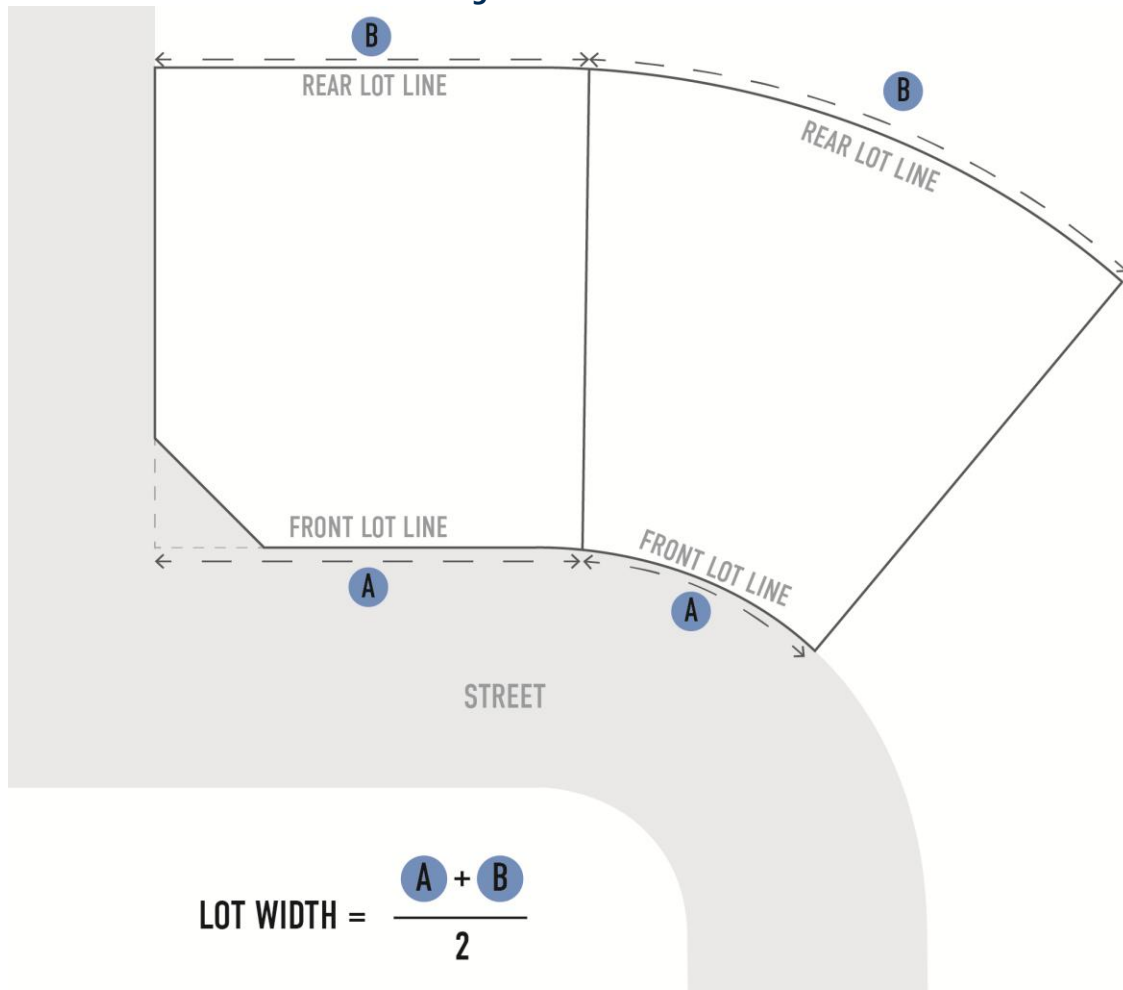 B
REAR LOT LINE
B
REAR LOT LINE
FRONT LOT LINE
A
FRONT LOT LINE
A
STREET
LOT WIDTH = A + B
2